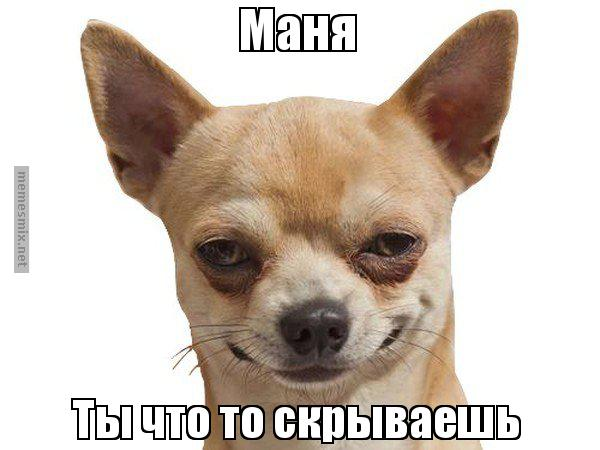 Маня
memesmix.net
Ты что то скрываешь